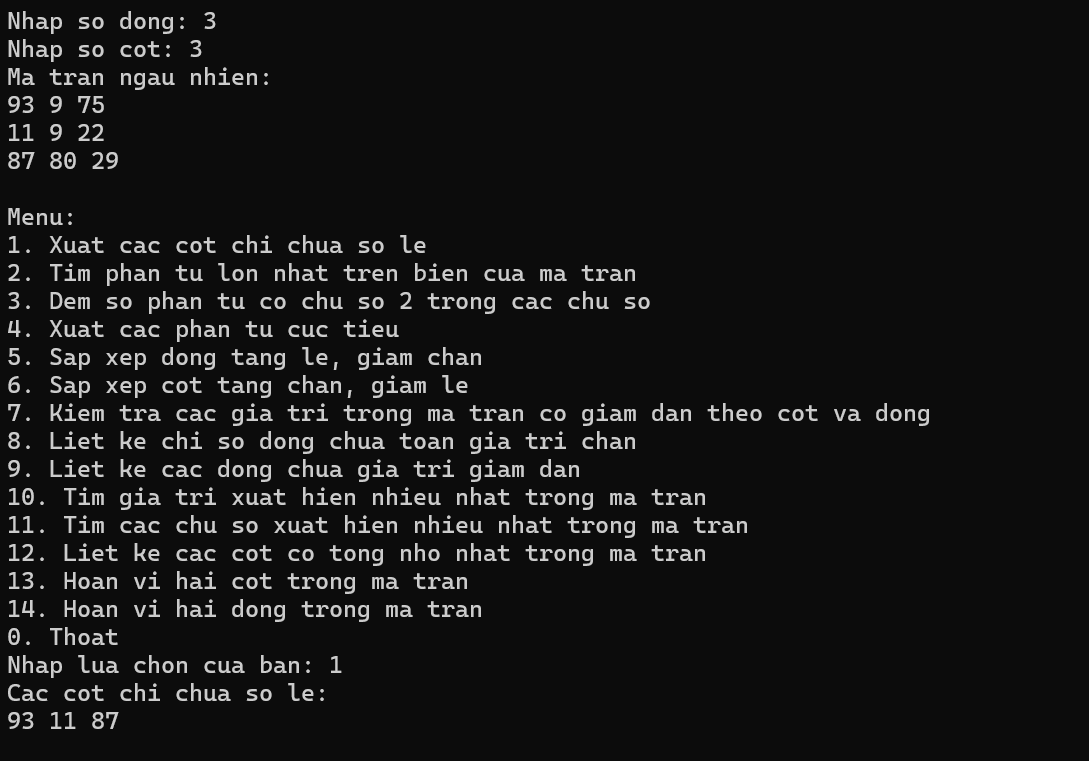 Nhap so dong: 3
Nhap so cot: 3
Ma tran ngau nhien:
93 9 75
11 9 22
87 80 29
Menu:
1. Xuat cac cot chi chua so le
2. Tim phan tu lon nhat tren bien cua ma tran
3. Dem so phan tu co chu so 2 trong cac chu so
4. Xuat cac phan tu cuc tieu
5. Sap xep dong tang le, giam chan
6. Sap xep cot tang chan, giam le
7. Kiem tra cac gia tri trong ma tran co giam dan theo cot va dong
8. Liet ke chi so dong chua toan gia tri chan
9. Liet ke cac dong chua gia tri giam dan
10. Tim gia tri xuat hien nhieu nhat trong ma tran
11. Tim cac chu so xuat hien nhieu nhat trong ma tran
12. Liet ke cac cot co tong nho nhat trong ma tran
13. Hoan vi hai cot trong ma tran
14. Hoan vi hai dong trong ma tran
0. Thoat
Nhap lua chon cua ban: 1
Cac cot chi chua so le:
93 11 87